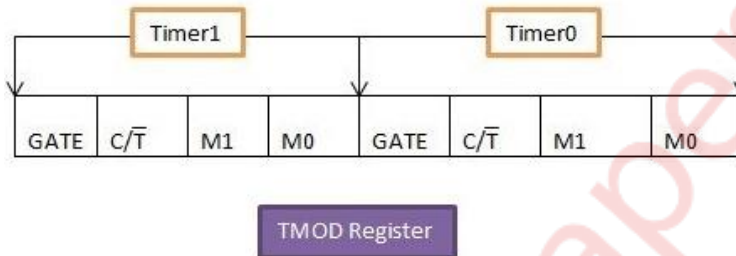 Timer1 Timer0
GATE C/T̅ M1 M0 GATE C/T̅ M1 M0
TMOD Register